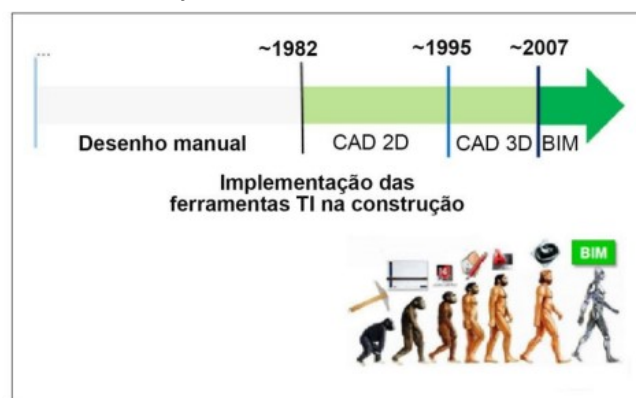 ...
~1982
~1995
~2007
Desenho manual
CAD 2D
CAD 3D
BIM
Implementação das
ferramentas TI na construção
BIM